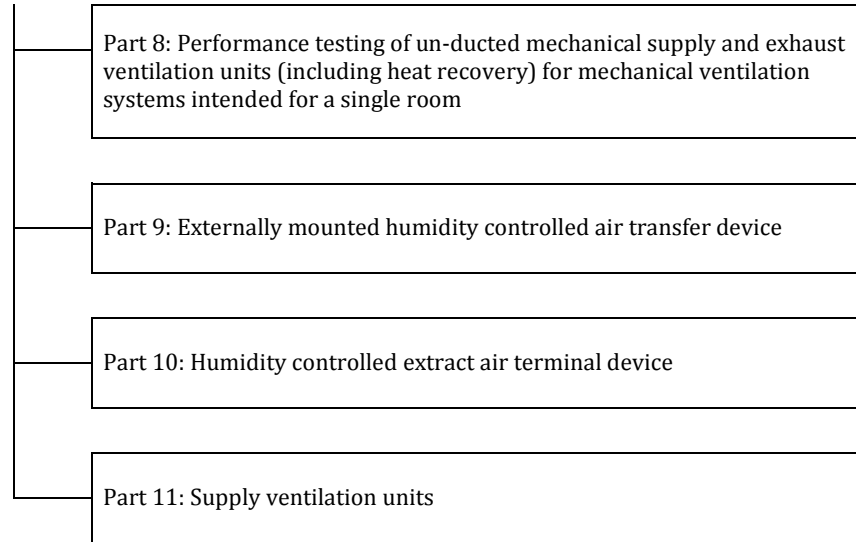 Part 8: Performance testing of un-ducted mechanical supply and exhaust
ventilation units (including heat recovery) for mechanical ventilation
systems intended for a single room
Part 9: Externally mounted humidity controlled air transfer device
Part 10: Humidity controlled extract air terminal device
Part 11: Supply ventilation units